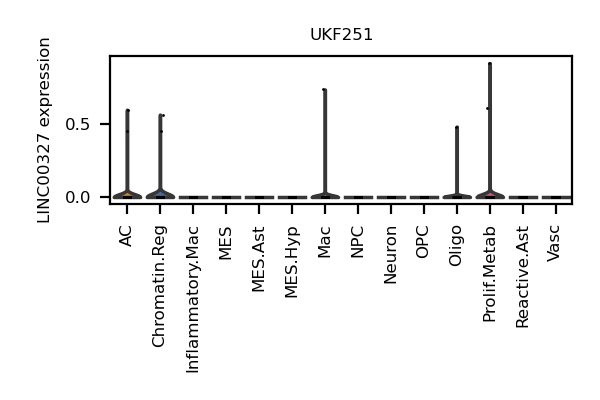 UKF251
LINC00327 expression
0.5
0.0
AC
Chromatin.Reg
Inflammatory.Mac
MES
MES.Ast
MES.Hyp
Mac
NPC
Neuron
OPC
Oligo
Prolif.Metab
Reactive.Ast
Vasc